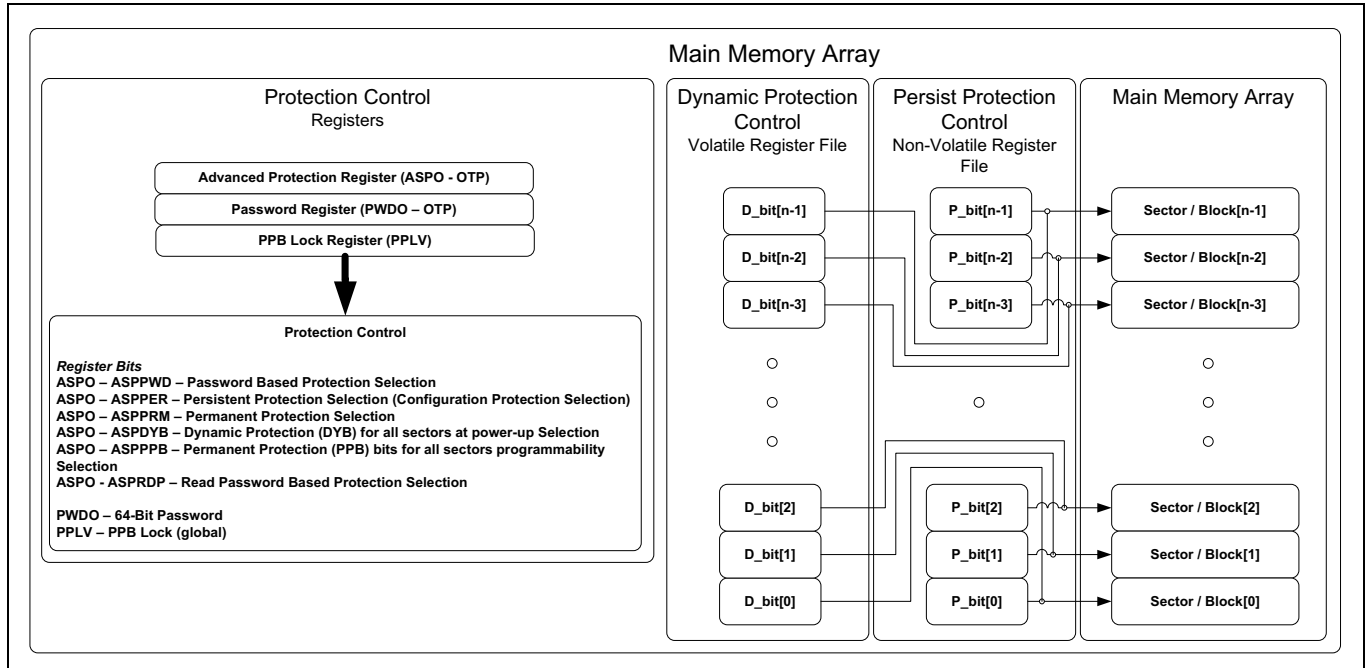 Main Memory Array
Protection Control
Registers
Advanced Protection Register (ASPO - OTP)
Password Register (PWDO – OTP)
PPB Lock Register (PPLV)
Protection Control
Register Bits
ASPO – ASPPWD – Password Based Protection Selection
ASPO – ASPPER – Persistent Protection Selection (Configuration Protection Selection)
ASPO – ASPPRM – Permanent Protection Selection
ASPO – ASPDYB – Dynamic Protection (DYB) for all sectors at power-up Selection
ASPO – ASPPPB – Permanent Protection (PPB) bits for all sectors programmability
Selection
ASPO - ASPRDP – Read Password Based Protection Selection
PWDO – 64-Bit Password
PPLV – PPB Lock (global)
Dynamic Protection
Control
Volatile Register File
D_bit[n-1]
D_bit[n-2]
D_bit[n-3]
D_bit[2]
D_bit[1]
D_bit[0]
Persist Protection
Control
Non-Volatile Register
File
P_bit[n-1]
P_bit[n-2]
P_bit[n-3]
P_bit[2]
P_bit[1]
P_bit[0]
Main Memory Array
Sector / Block[n-1]
Sector / Block[n-2]
Sector / Block[n-3]
Sector / Block[2]
Sector / Block[1]
Sector / Block[0]